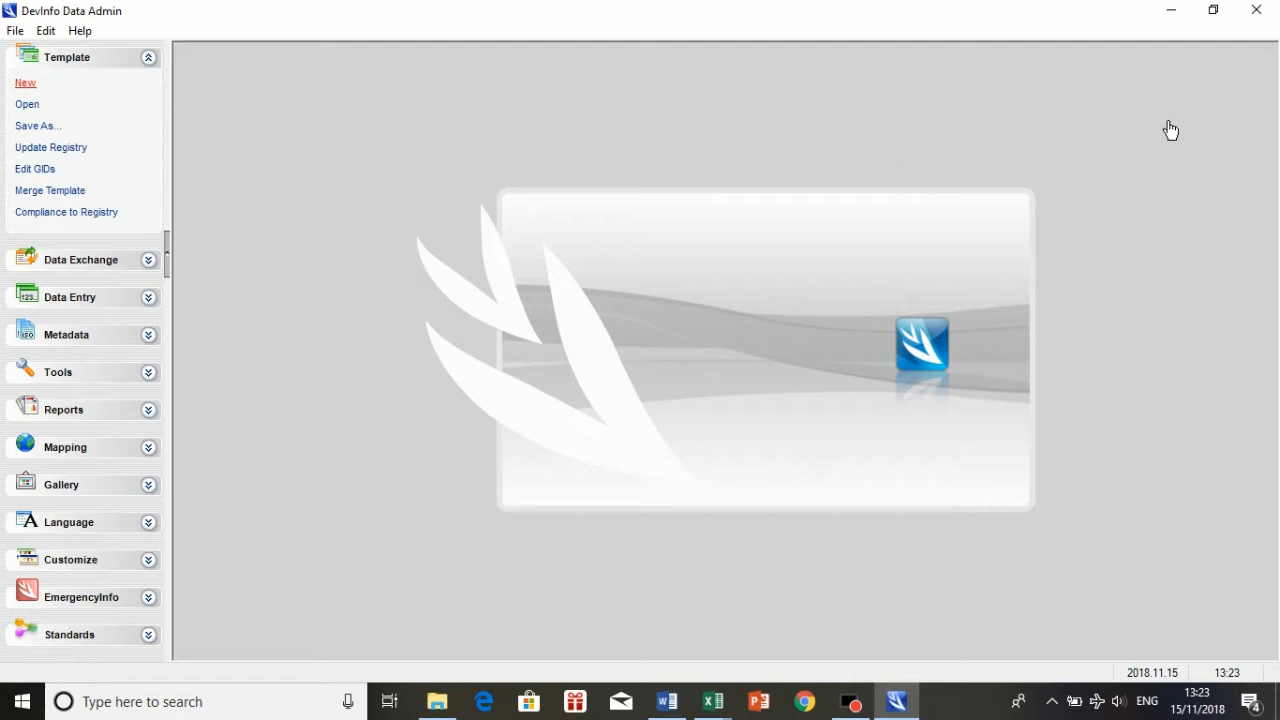 DevInfo Data Admin
File Edit Help
Template
New
Open
Save As...
Update Registry
Edit GIDs
Merge Template
Compliance to Registry
Data Exchange
Data Entry
Metadata
Tools
Reports
Mapping
Gallery
Language
Customize
EmergencyInfo
Standards
2018.11.15 13:23
Type here to search
ENG
13:23
15/11/2018
4